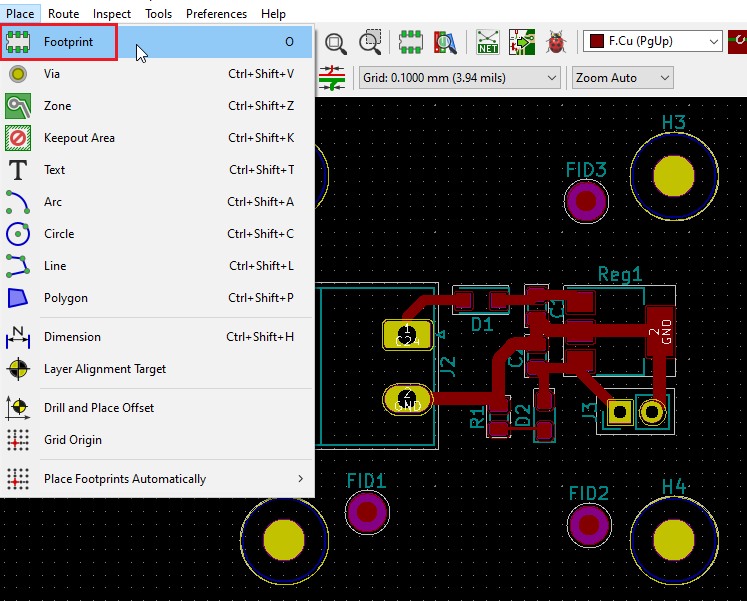 Place Route Inspect Tools Preferences Help
Footprint O
F.Cu (PgUp)
NET
Via Ctrl+Shift+V
Grid: 0.1000 mm (3.94 mils) Zoom Auto
Zone Ctrl+Shift+Z
Keepout Area Ctrl+Shift+K
Text Ctrl+Shift+T
Arc Ctrl+Shift+A
Circle Ctrl+Shift+C
Line Ctrl+Shift+L
Polygon Ctrl+Shift+P
N
Dimension Ctrl+Shift+H
Layer Alignment Target
Drill and Place Offset
Grid Origin
Place Footprints Automatically
H3
FID3
Reg1
C1
D1
1
C24
J2
2
GND
C2
2
GND
R1
D2
J3
FID1
FID2
H4